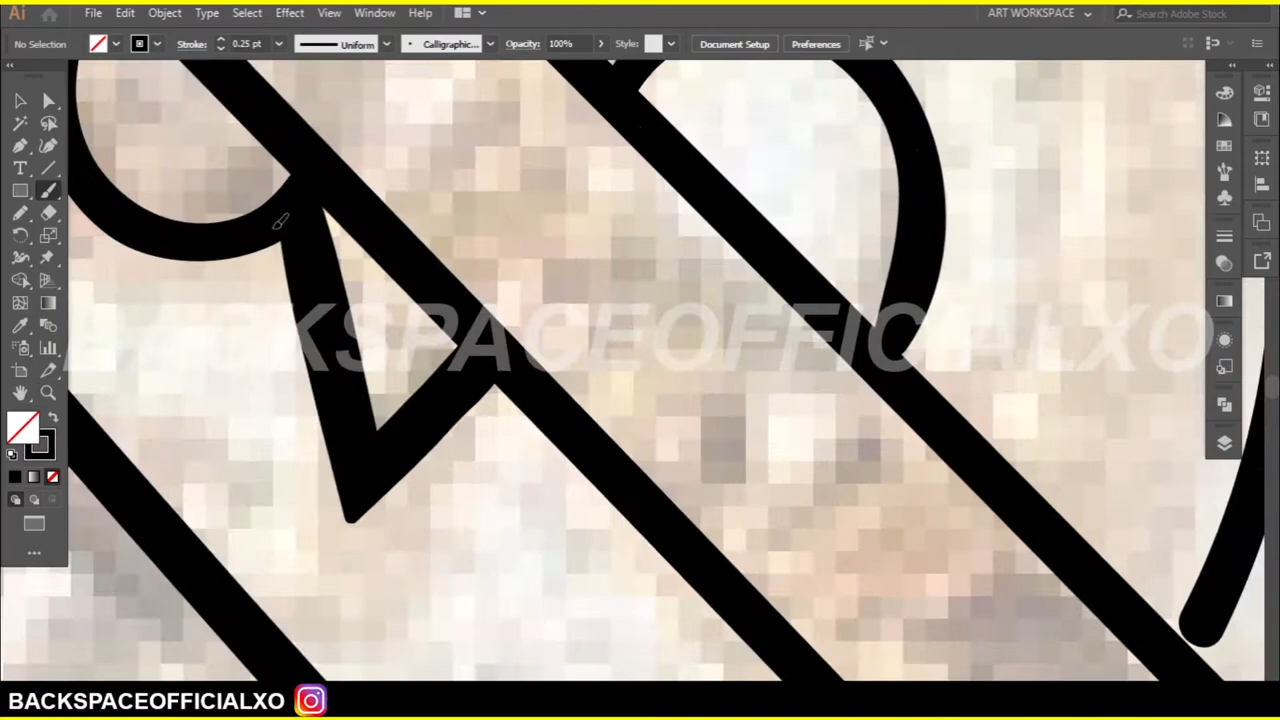 Ai File Edit Object Type Select Effect View Window Help ART WORKSPACE Search Adobe Stock
No Selection Stroke: 0.25 pt Uniform Calligraphic... Opacity: 100% Style: Document Setup Preferences
BACKSPACEOFFICIALXO
BACKSPACEOFFICIALXO